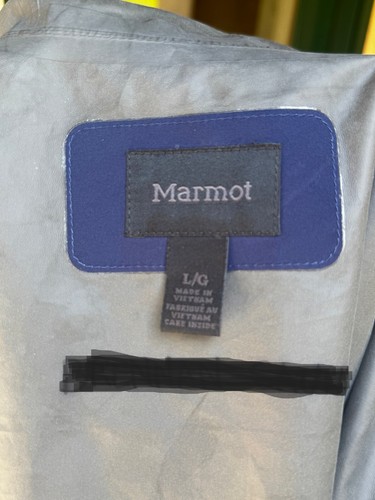 Marmot
L/G
MADE IN
VIETNAM
FABRIQUÉ AU
VIETNAM
CARE INSIDE